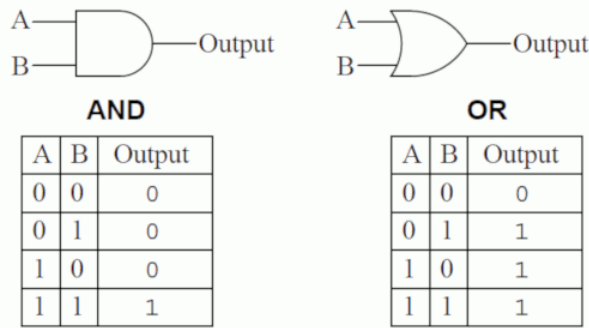 A Output A Output
B B
AND OR
A B Output A B Output
0 0 0 0 0 0
0 1 0 0 1 1
1 0 0 1 0 1
1 1 1 1 1 1